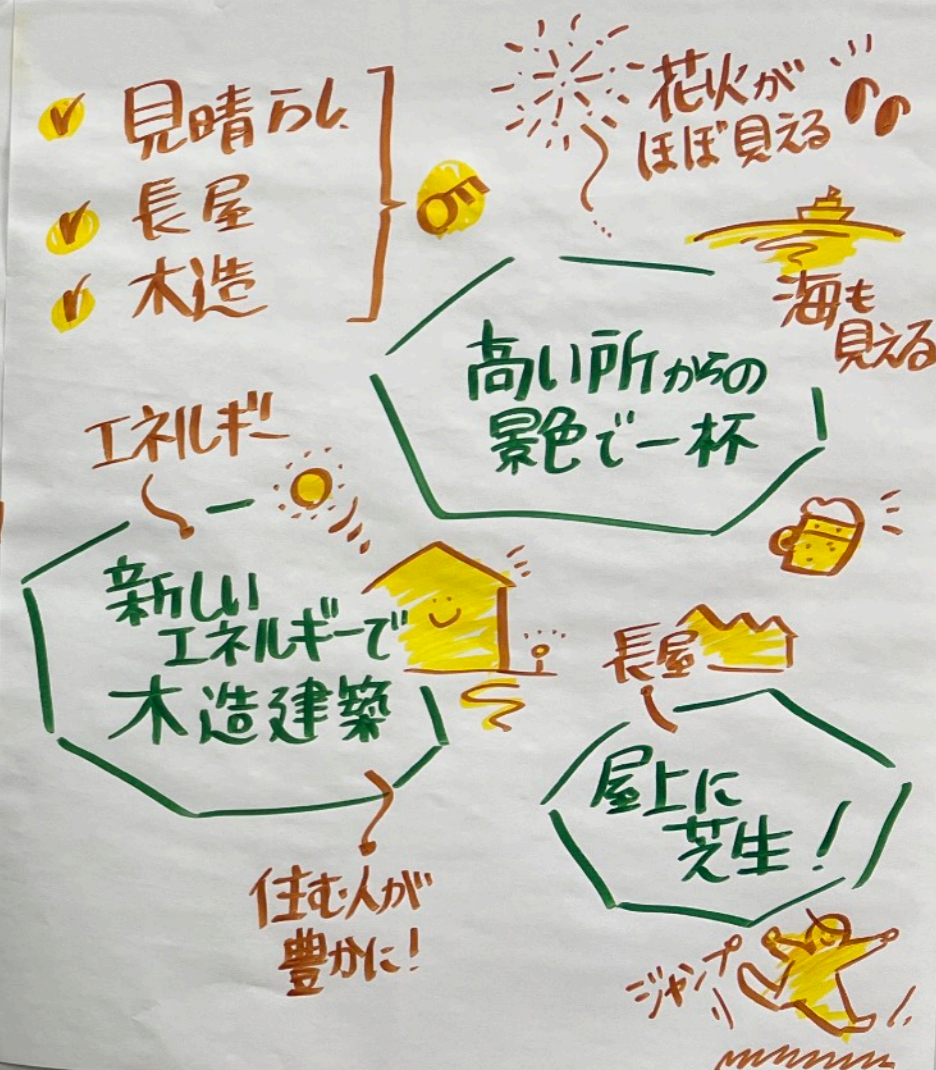 見晴らし
長屋
木造
花火が
ほぼ見える
海も
見える
高い所からの
景色で一杯
エネルギー
新しい
エネルギーで
木造建築
長屋
屋上に
芝生!
住む人が
豊かに!
ジャンプ